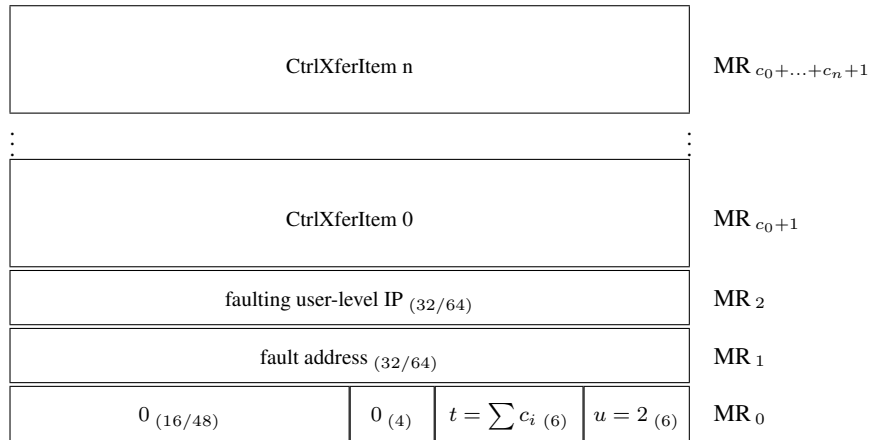 CtrlXferItem n MR c₀+...+cₙ+1
⋮ ⋮
CtrlXferItem 0 MR c₀+1
faulting user-level IP (32/64) MR 2
fault address (32/64) MR 1
0 (16/48) 0 (4) t = ∑ cᵢ (6) u = 2 (6) MR 0